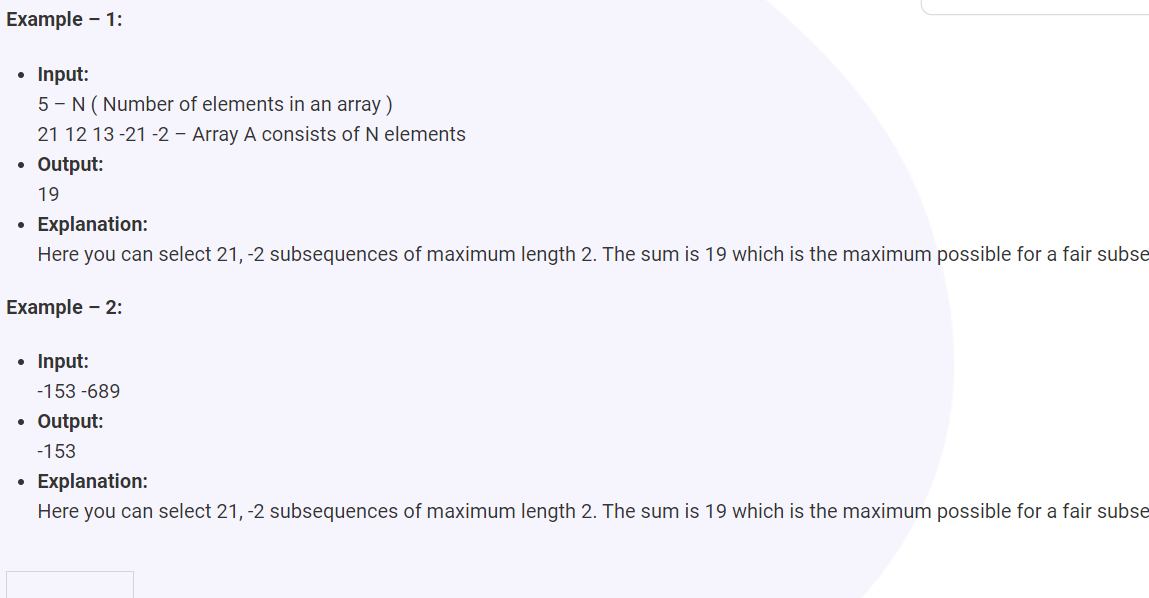 Example – 1:
Input:
5 – N ( Number of elements in an array )
21 12 13 -21 -2 – Array A consists of N elements
Output:
19
Explanation:
Here you can select 21, -2 subsequences of maximum length 2. The sum is 19 which is the maximum possible for a fair subse
Example – 2:
Input:
-153 -689
Output:
-153
Explanation:
Here you can select 21, -2 subsequences of maximum length 2. The sum is 19 which is the maximum possible for a fair subse